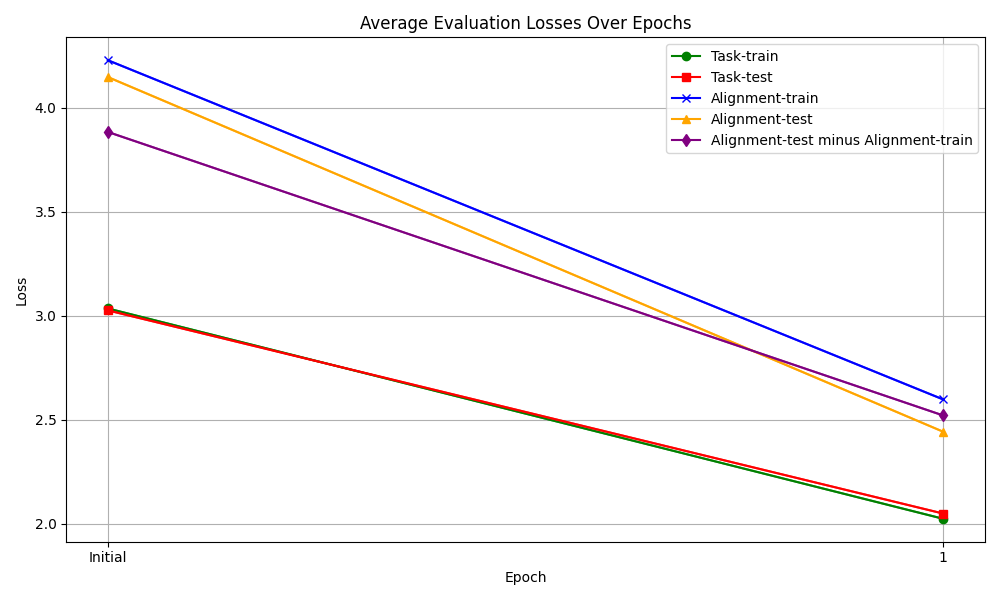 Average Evaluation Losses Over Epochs
Task-train
Task-test
Alignment-train
Alignment-test
Alignment-test minus Alignment-train
Loss
4.0
3.5
3.0
2.5
2.0
Initial
1
Epoch